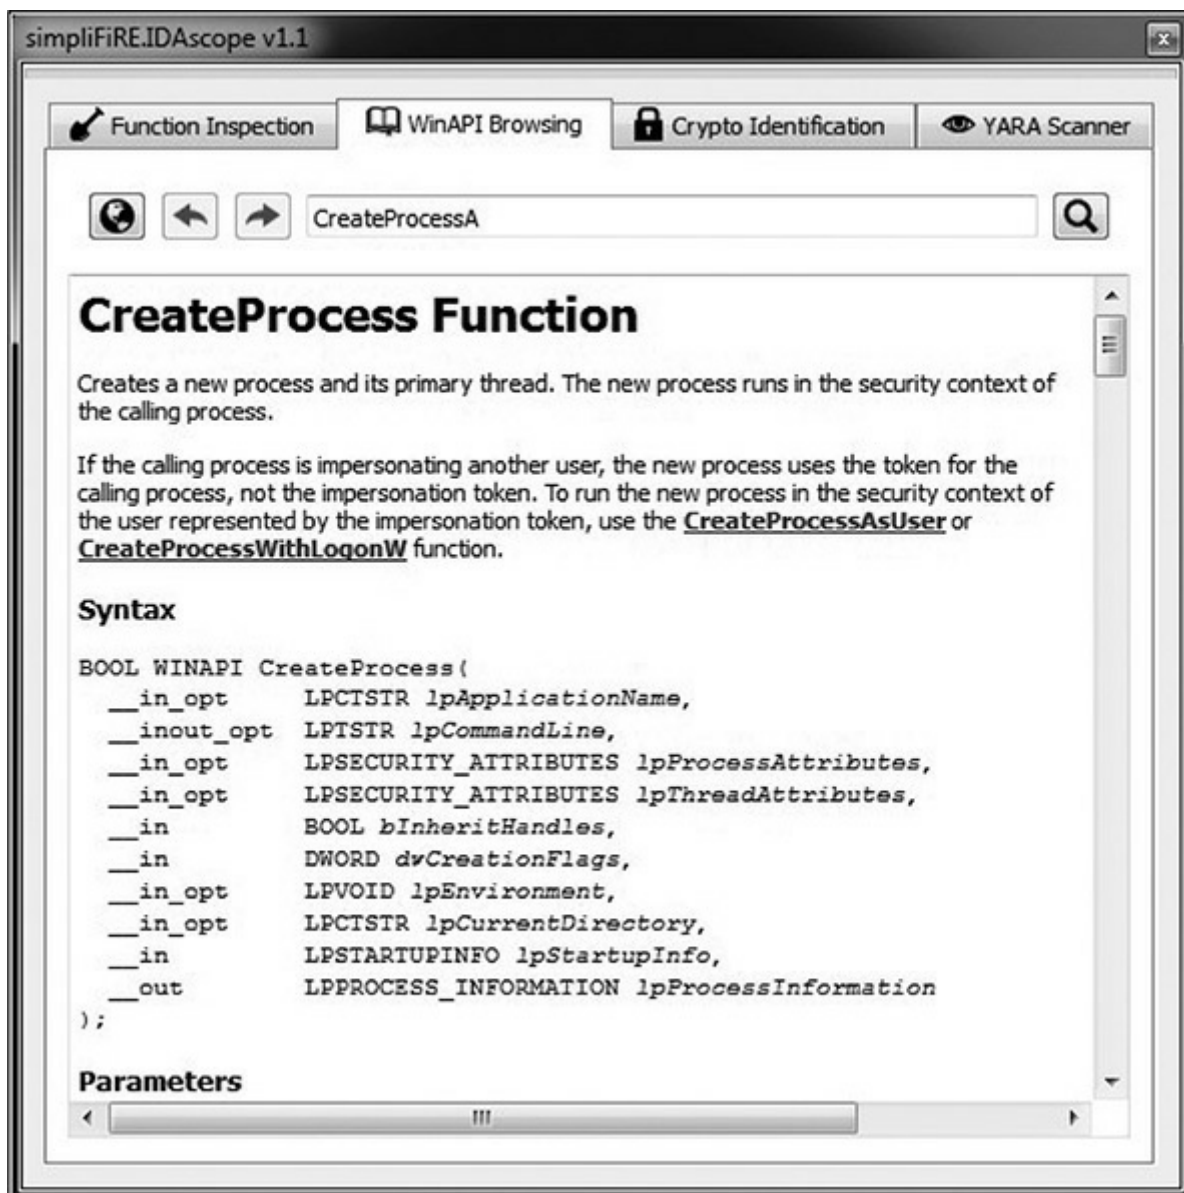 simpliFiRE.IDAscope v1.1
Function Inspection WinAPI Browsing Crypto Identification YARA Scanner
CreateProcessA
CreateProcess Function
Creates a new process and its primary thread. The new process runs in the security context of
the calling process.
If the calling process is impersonating another user, the new process uses the token for the
calling process, not the impersonation token. To run the new process in the security context of
the user represented by the impersonation token, use the CreateProcessAsUser or
CreateProcessWithLogonW function.
Syntax
BOOL WINAPI CreateProcess(
__in_opt LPCTSTR lpApplicationName,
__inout_opt LPTSTR lpCommandLine,
__in_opt LPSECURITY_ATTRIBUTES lpProcessAttributes,
__in_opt LPSECURITY_ATTRIBUTES lpThreadAttributes,
__in BOOL bInheritHandles,
__in DWORD dwCreationFlags,
__in_opt LPVOID lpEnvironment,
__in_opt LPCTSTR lpCurrentDirectory,
__in LPSTARTUPINFO lpStartupInfo,
__out LPPROCESS_INFORMATION lpProcessInformation
);
Parameters